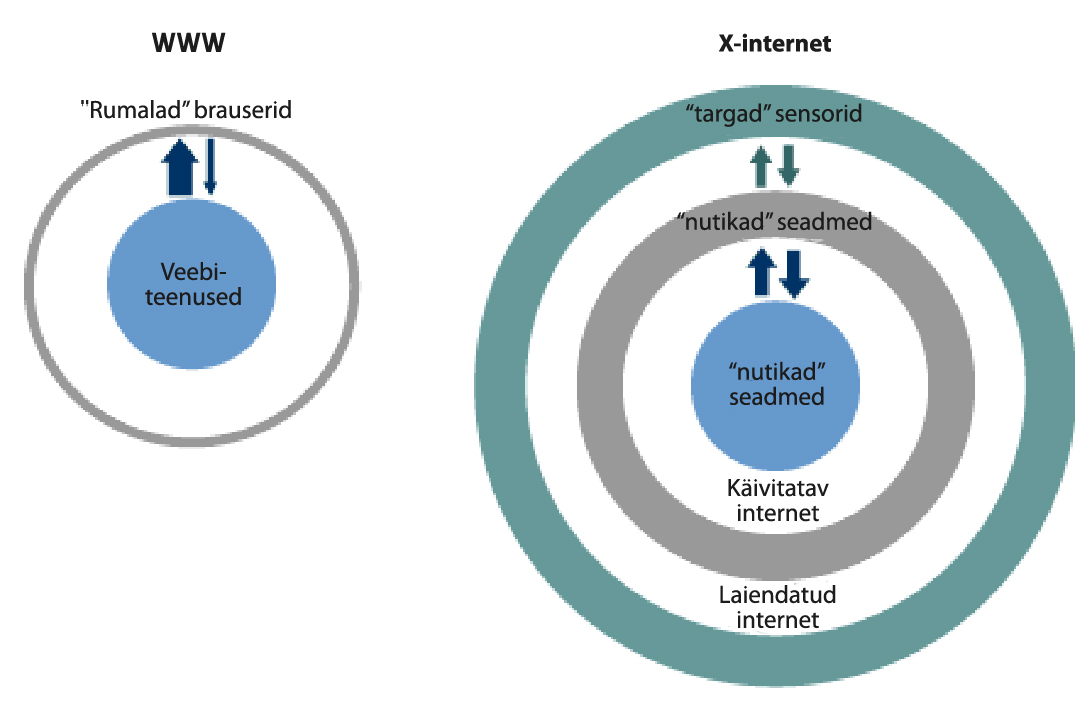 WWW
"Rumalad” brauserid
Veebi-
teenused
X-internet
“targad” sensorid
“nutikad” seadmed
“nutikad”
seadmed
Käivitatav
internet
Laiendatud
internet